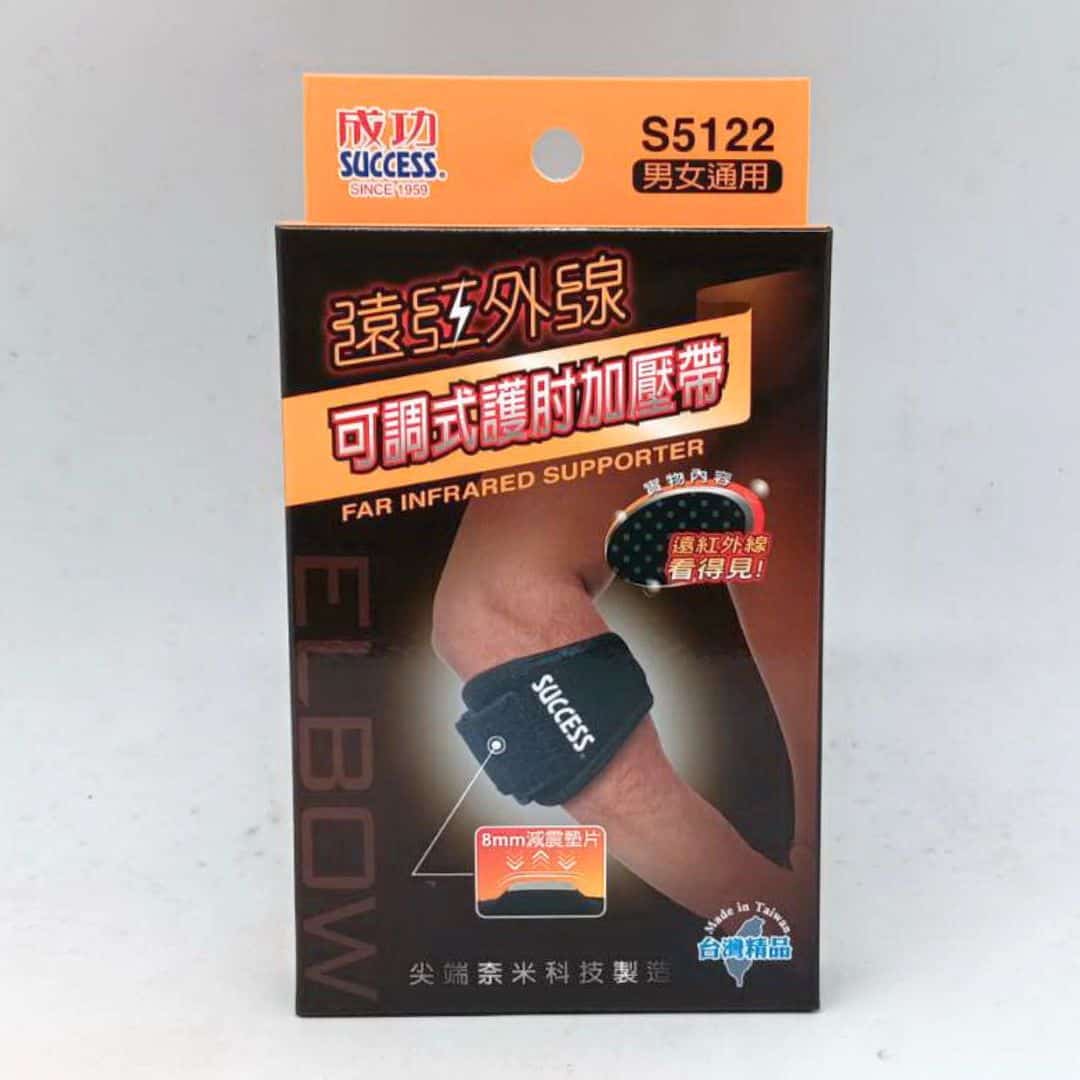 成功
SUCCESS.
SINCE 1959
S5122
男女通用
遠紅外線
可調式護肘加壓帶
FAR INFRARED SUPPORTER
實物內容
遠紅外線
看得見!
ELBOW
SUCCESS.
8mm減震墊片
Made in Taiwan
台灣精品
尖端奈米科技製造